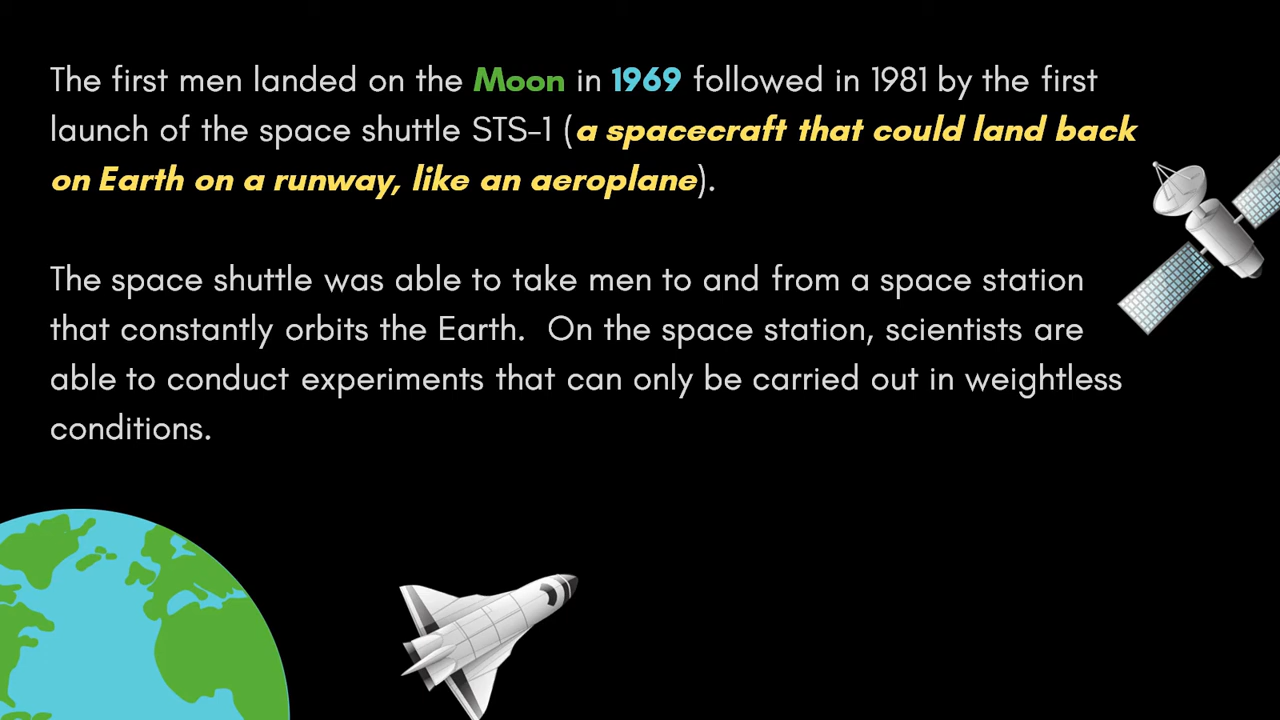 The first men landed on the Moon in 1969 followed in 1981 by the first
launch of the space shuttle STS-1 (a spacecraft that could land back
on Earth on a runway, like an aeroplane).
The space shuttle was able to take men to and from a space station
that constantly orbits the Earth.  On the space station, scientists are
able to conduct experiments that can only be carried out in weightless
conditions.